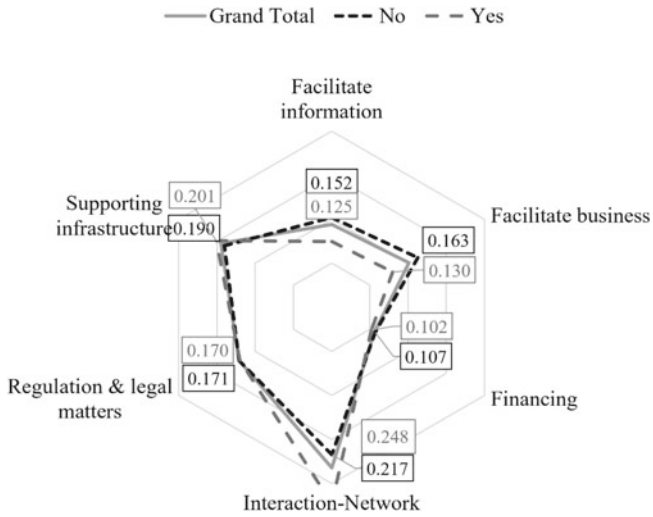 Grand Total No Yes
Facilitate
information
0.152
0.125
0.201
Supporting
infrastructure
0.190
Facilitate business
0.163
0.130
0.102
0.107
0.170
0.171
Regulation & legal
matters
Financing
0.248
0.217
Interaction-Network